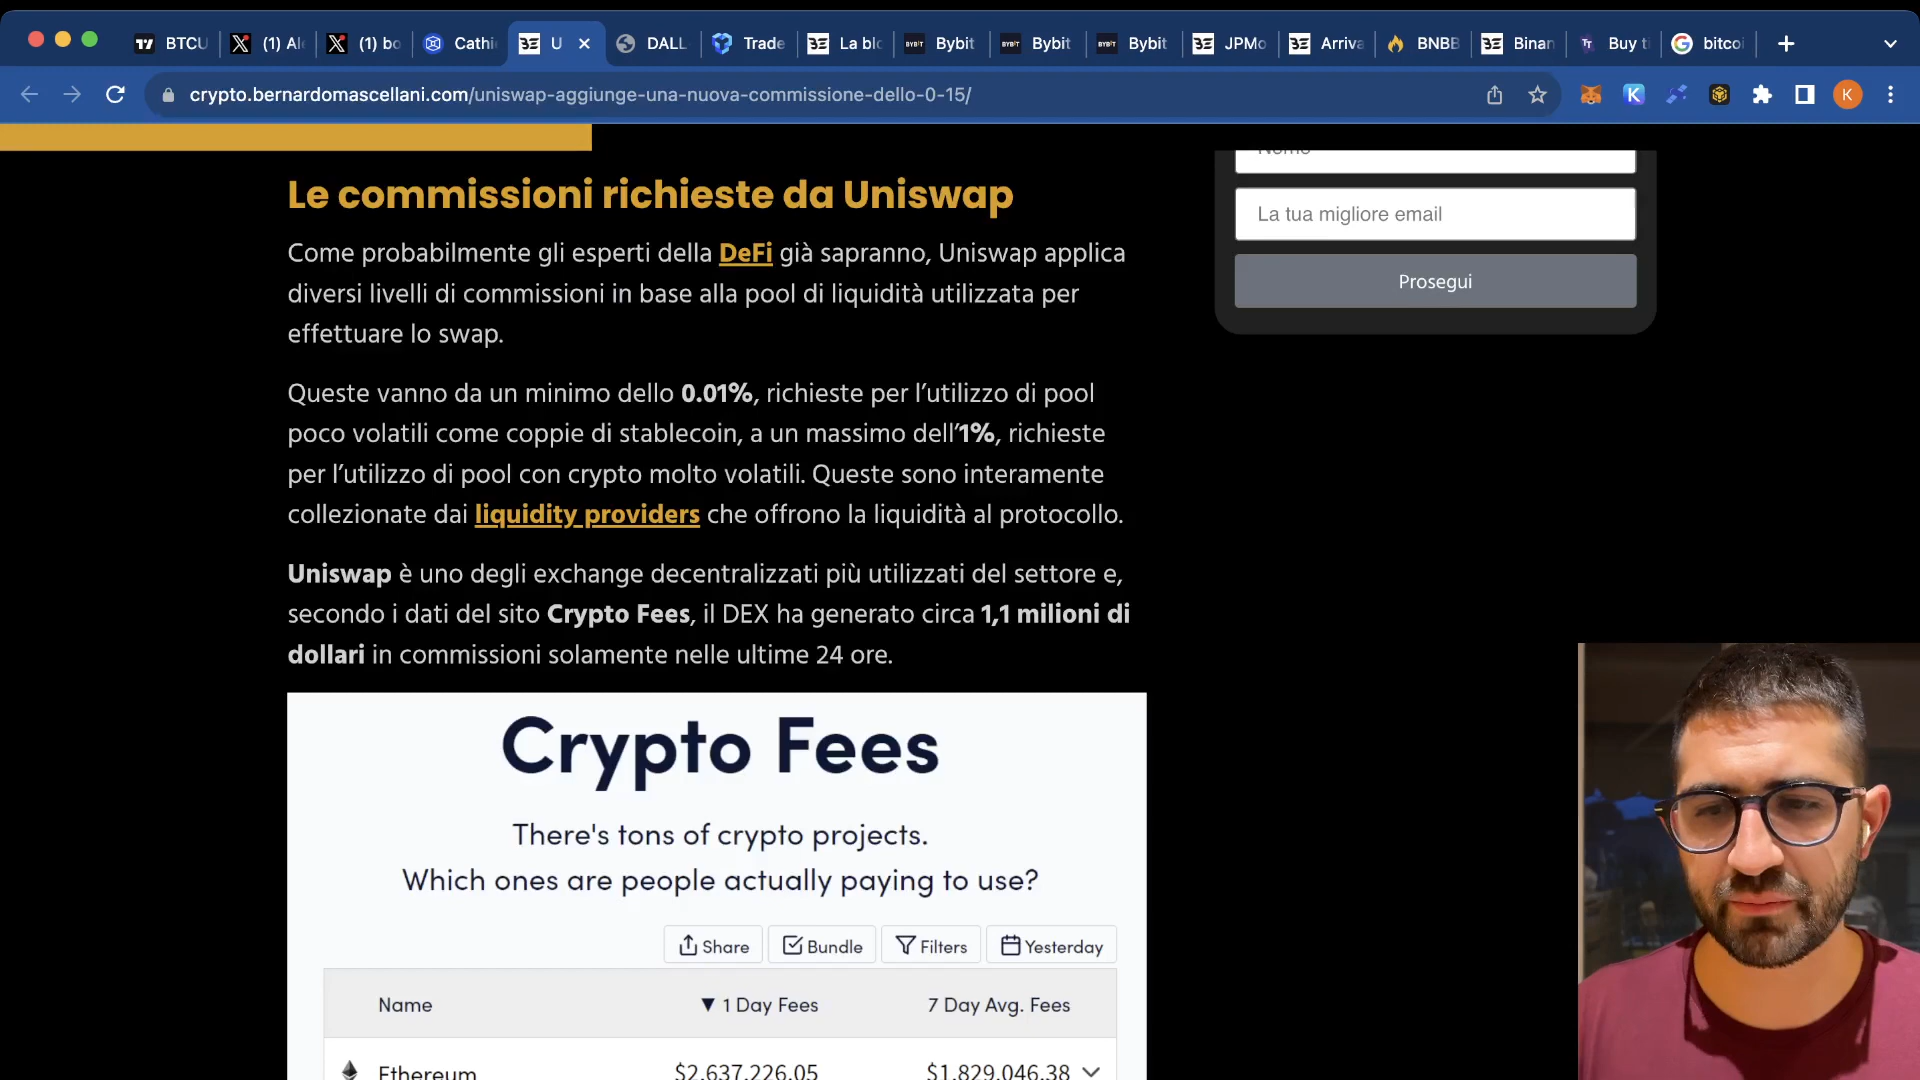 BTCU
(1) Al
(1) bo
Cathi
U
DALL
Trade
La blo
BYBIT Bybit
BYBIT Bybit
BYBIT Bybit
JPMo
Arriva
BNBB
Binan
Buy ti
bitcoi
crypto.bernardomascellani.com/uniswap-aggiunge-una-nuova-commissione-dello-0-15/
K
Nome
La tua migliore email
Prosegui
Le commissioni richieste da Uniswap
Come probabilmente gli esperti della DeFi già sapranno, Uniswap applica
diversi livelli di commissioni in base alla pool di liquidità utilizzata per
effettuare lo swap.
Queste vanno da un minimo dello 0.01%, richieste per l’utilizzo di pool
poco volatili come coppie di stablecoin, a un massimo dell’1%, richieste
per l’utilizzo di pool con crypto molto volatili. Queste sono interamente
collezionate dai liquidity providers che offrono la liquidità al protocollo.
Uniswap è uno degli exchange decentralizzati più utilizzati del settore e,
secondo i dati del sito Crypto Fees, il DEX ha generato circa 1,1 milioni di
dollari in commissioni solamente nelle ultime 24 ore.
Crypto Fees
There's tons of crypto projects.
Which ones are people actually paying to use?
Share Bundle Filters Yesterday
Name ▼ 1 Day Fees 7 Day Avg. Fees
Ethereum $2,637,226.05 $1,829,046.38